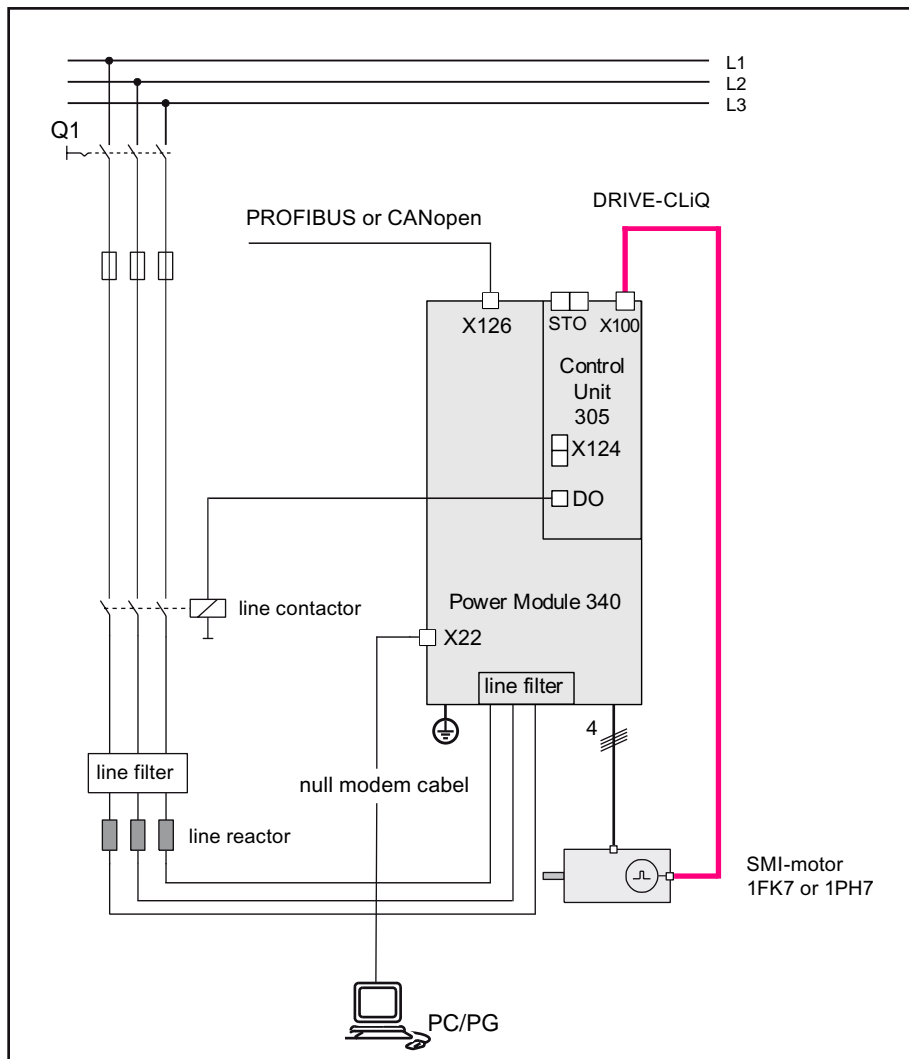 L1
L2
L3
Q1
DRIVE-CLiQ
PROFIBUS or CANopen
X126
STO
X100
Control
Unit
305
X124
DO
line contactor
Power Module 340
X22
line filter
4
line filter
null modem cabel
line reactor
SMI-motor
1FK7 or 1PH7
PC/PG